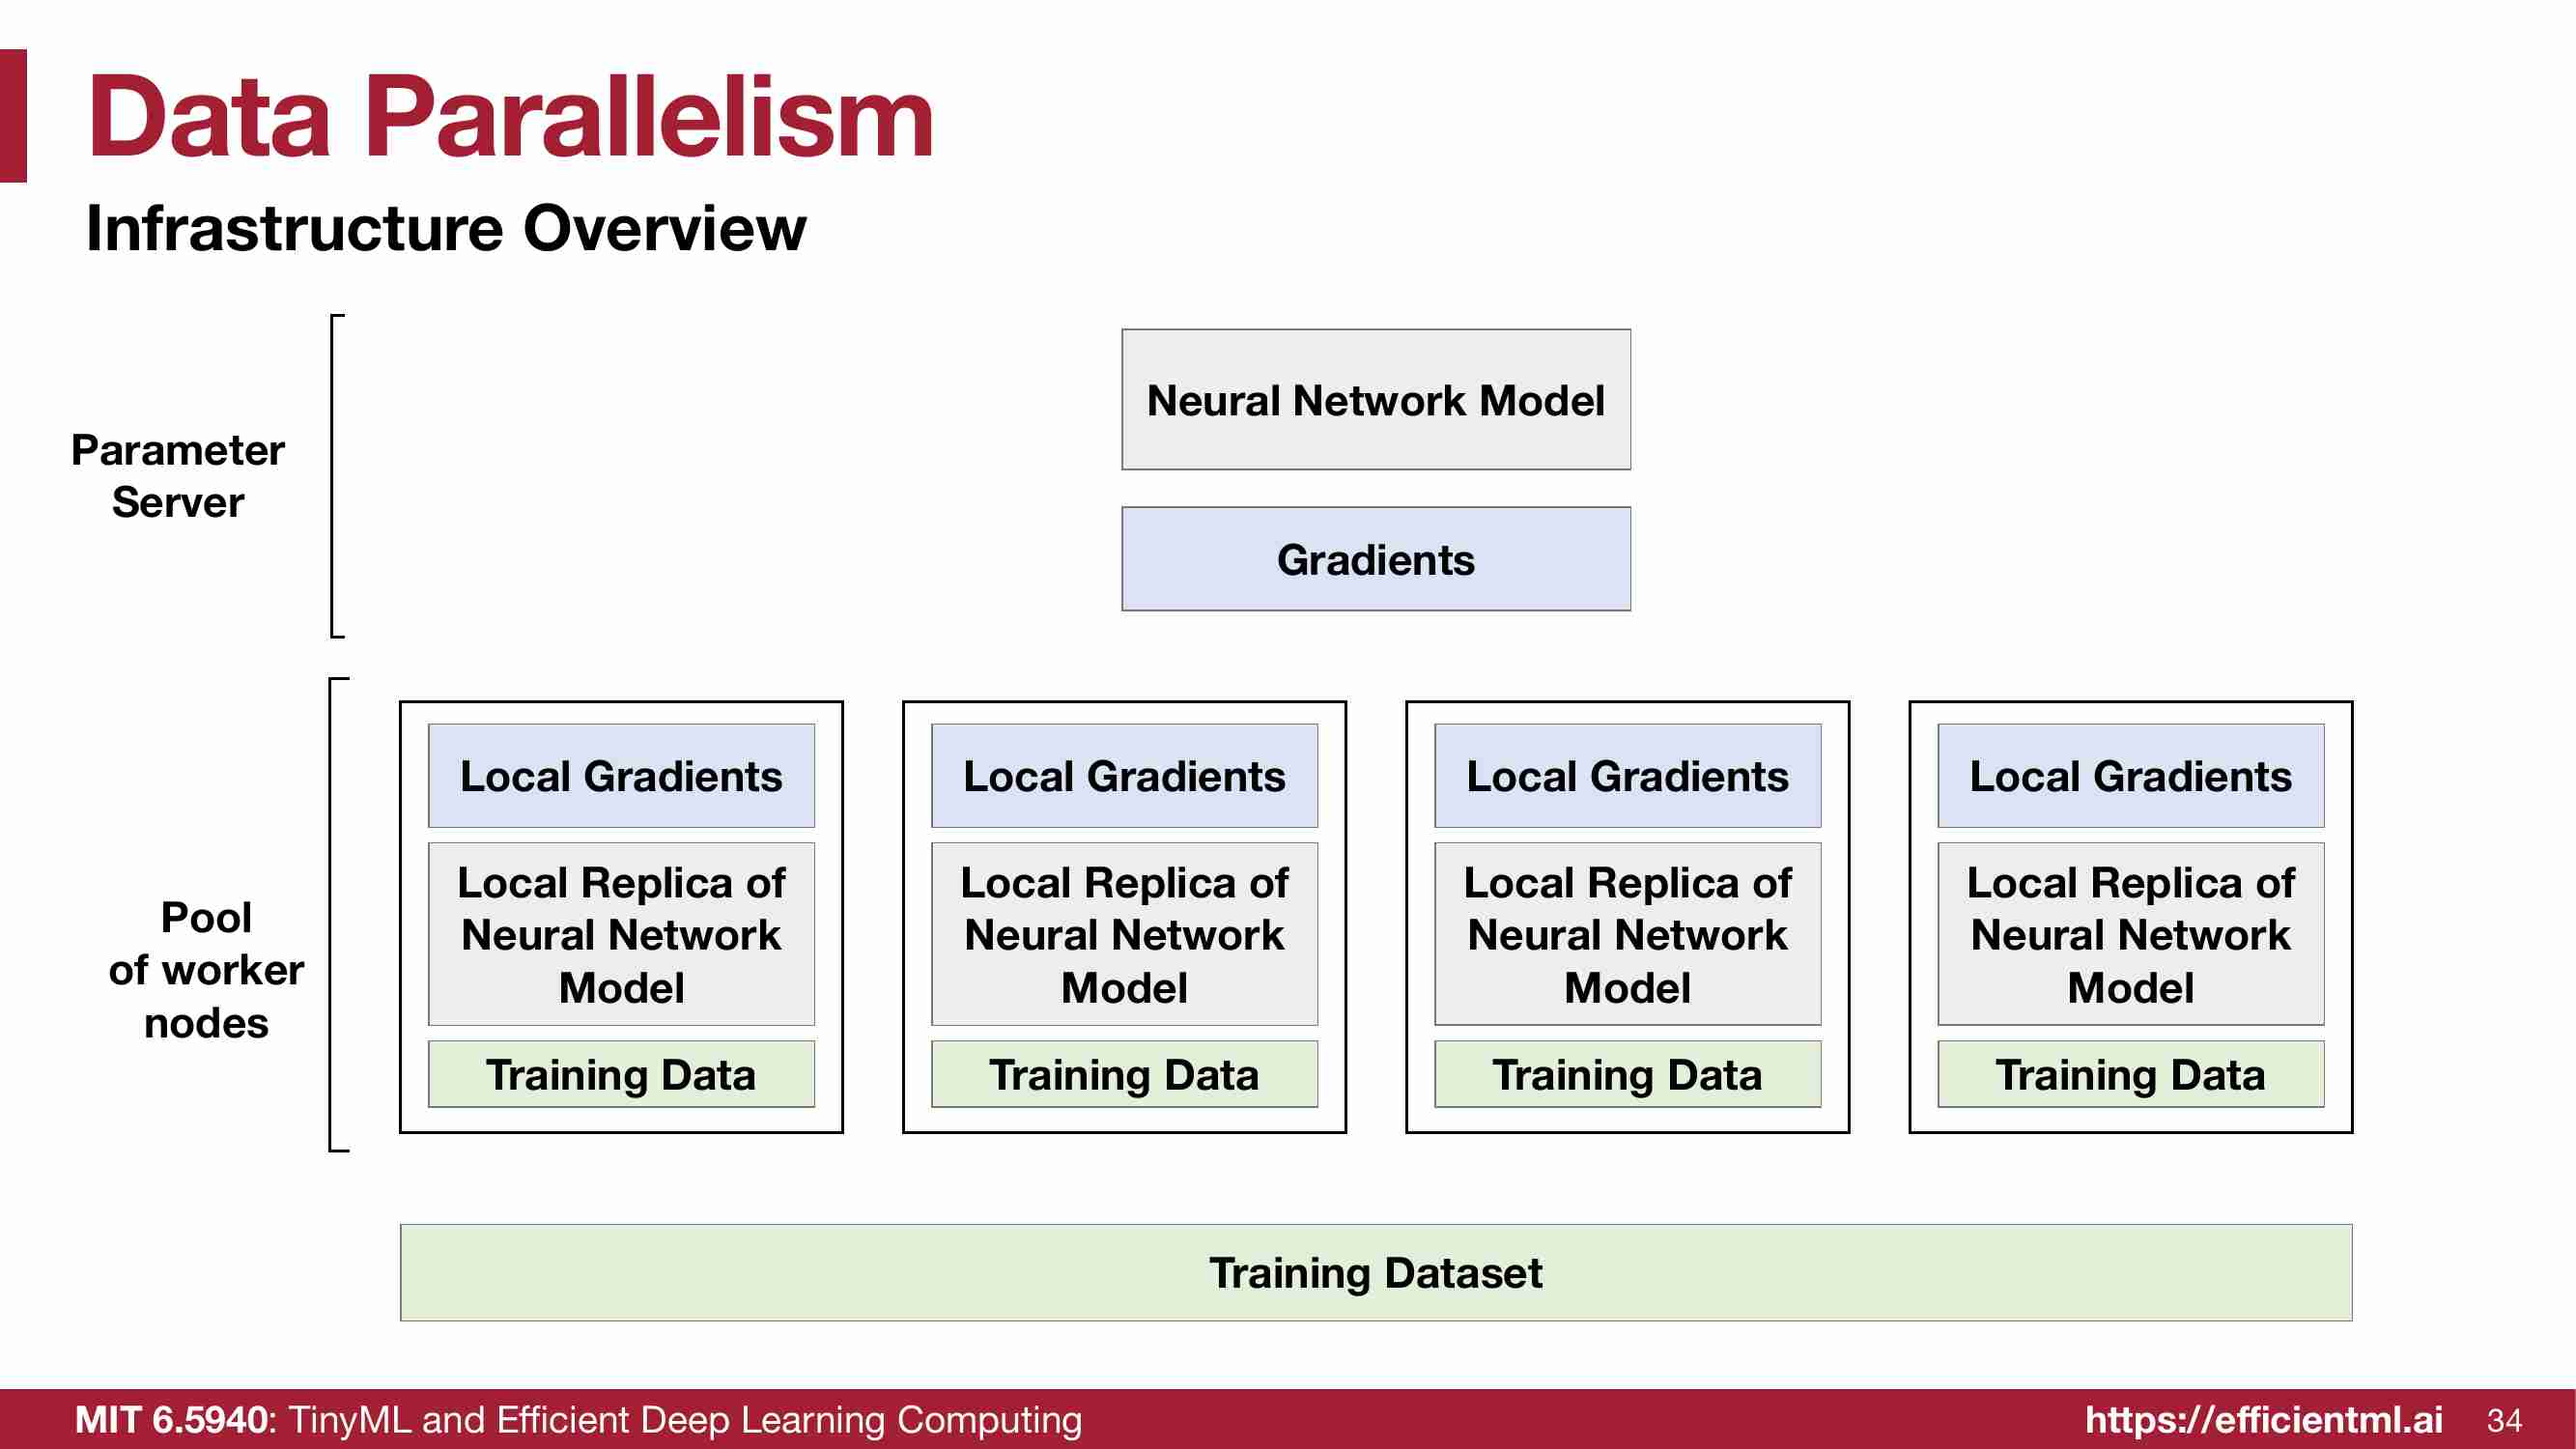 Data Parallelism
Infrastructure Overview
Parameter
Server
Neural Network Model
Gradients
Pool
of worker
nodes
Local Gradients
Local Replica of
Neural Network
Model
Training Data
Local Gradients
Local Replica of
Neural Network
Model
Training Data
Local Gradients
Local Replica of
Neural Network
Model
Training Data
Local Gradients
Local Replica of
Neural Network
Model
Training Data
Training Dataset
MIT 6.5940: TinyML and Efficient Deep Learning Computing
https://efficientml.ai
34